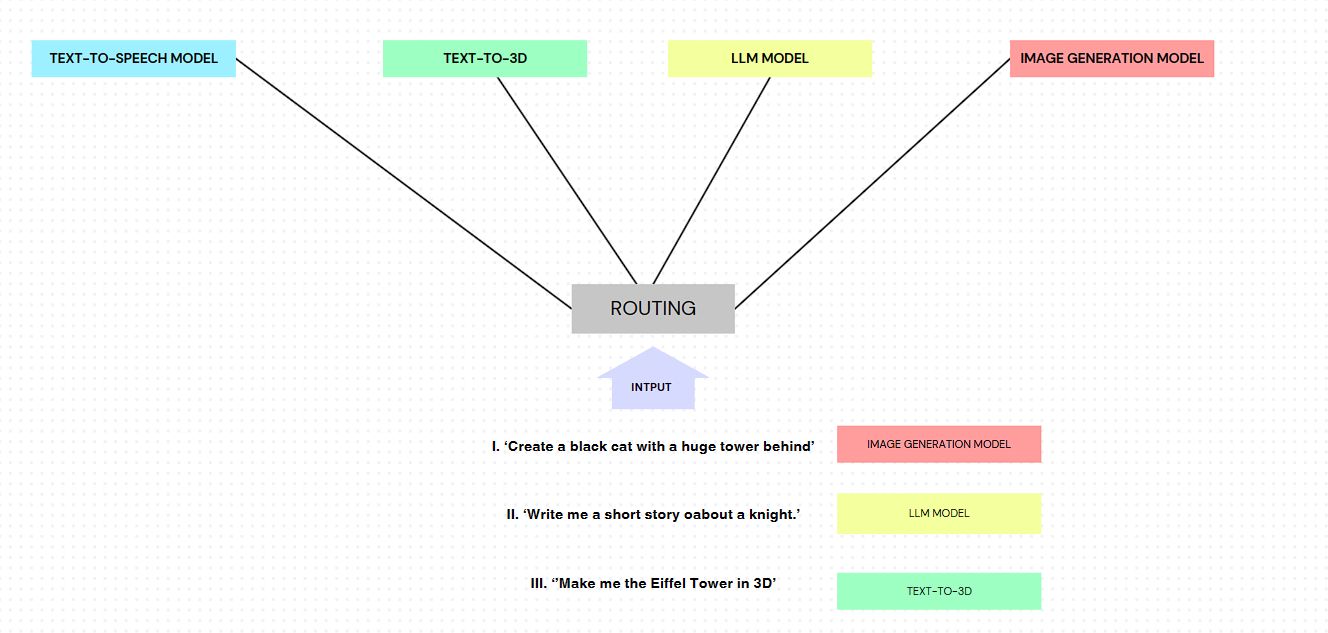 TEXT-TO-SPEECH MODEL
TEXT-TO-3D
LLM MODEL
IMAGE GENERATION MODEL
ROUTING
INTPUT
I. ‘Create a black cat with a huge tower behind’
IMAGE GENERATION MODEL
II. ‘Write me a short story oabout a knight.’
LLM MODEL
III. ‘’Make me the Eiffel Tower in 3D’
TEXT-TO-3D